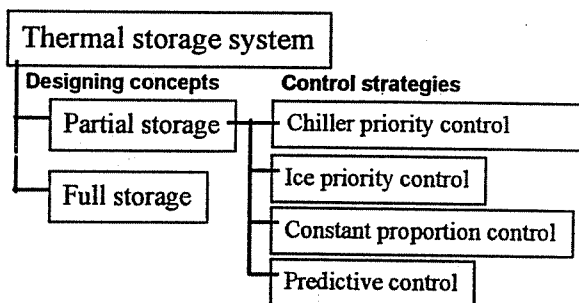 Thermal storage system
Designing concepts
Control strategies
Partial storage
Chiller priority control
Ice priority control
Full storage
Constant proportion control
Predictive control